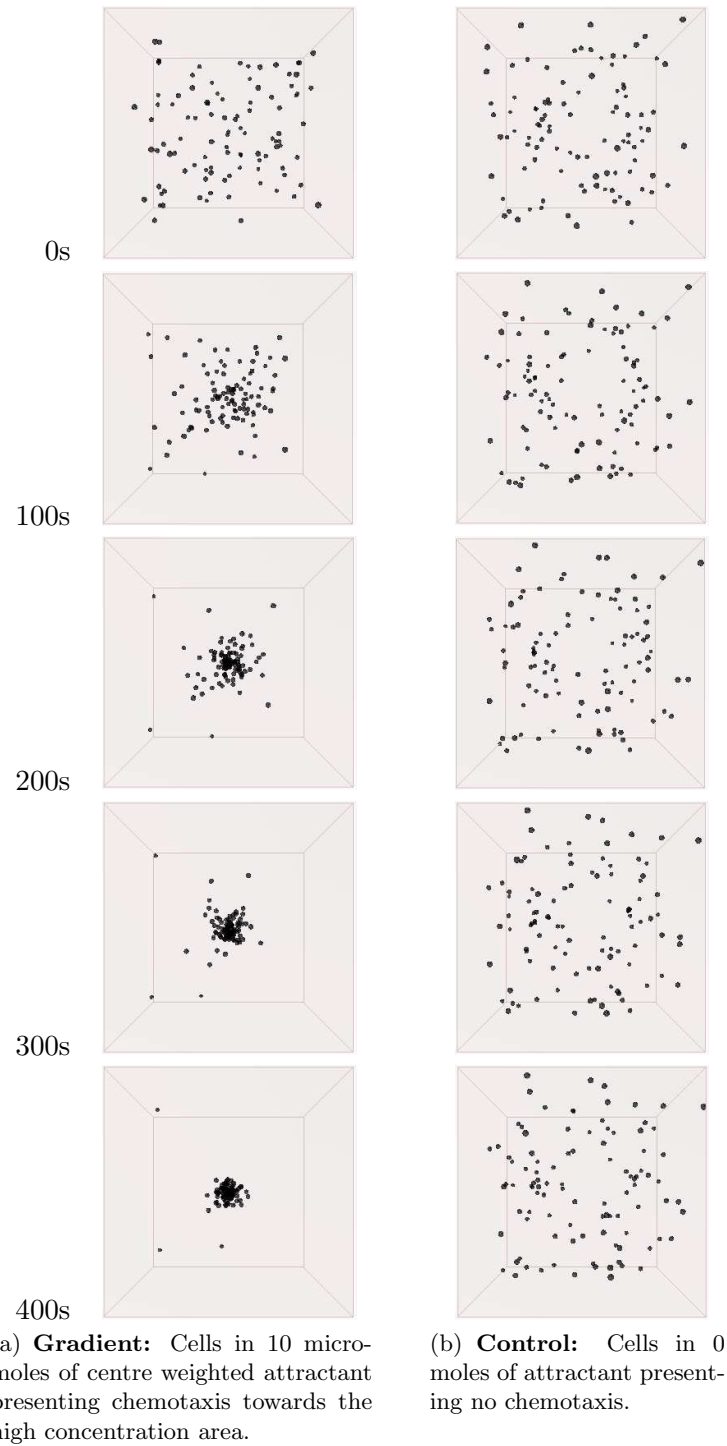 0s
100s
200s
300s
400s
a) Gradient: Cells in 10 micro-
moles of centre weighted attractant
presenting chemotaxis towards the
high concentration area.
(b) Control: Cells in 0
moles of attractant present-
ing no chemotaxis.